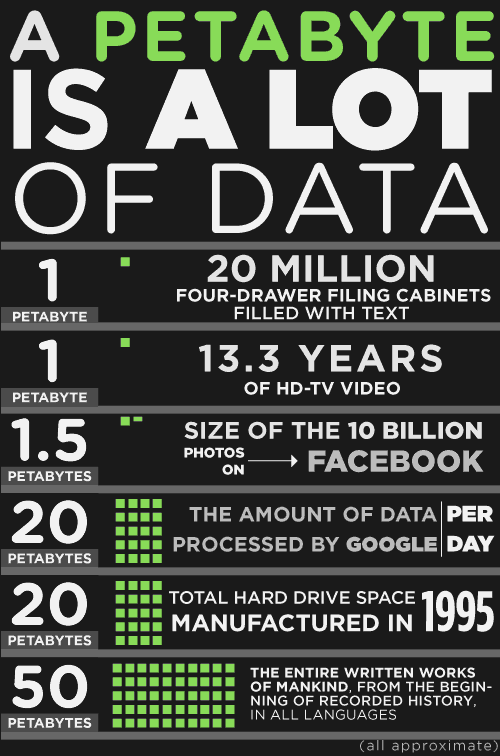 A PETABYTE
IS A LOT
OF DATA
1
PETABYTE
20 MILLION
FOUR-DRAWER FILING CABINETS
FILLED WITH TEXT
1
PETABYTE
13.3 YEARS
OF HD-TV VIDEO
1.5
PETABYTES
SIZE OF THE 10 BILLION
PHOTOS
ON
FACEBOOK
20
PETABYTES
THE AMOUNT OF DATA PER
PROCESSED BY GOOGLE DAY
20
PETABYTES
TOTAL HARD DRIVE SPACE
MANUFACTURED IN 1995
50
PETABYTES
THE ENTIRE WRITTEN WORKS
OF MANKIND, FROM THE BEGIN-
NING OF RECORDED HISTORY,
IN ALL LANGUAGES
(all approximate)